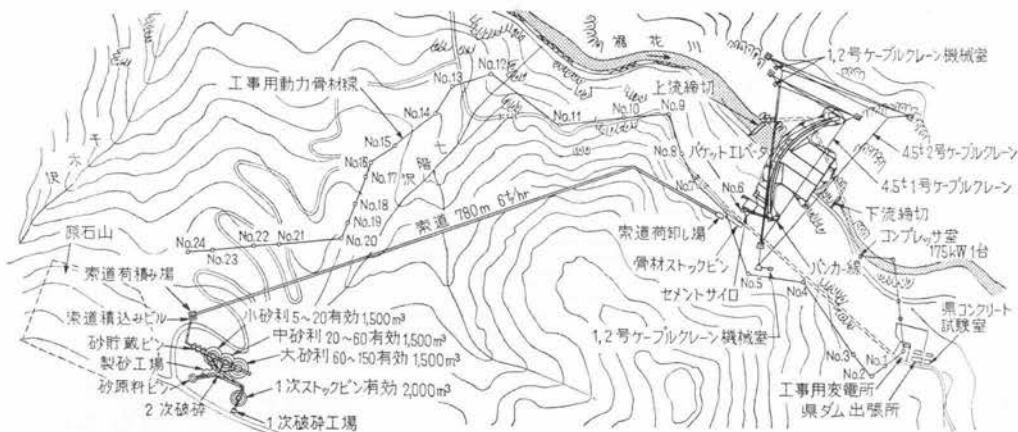 裾花川
1,2号ケーブルクレーン機械室
上流締切
No.12
No.13
工事用動力骨材線
No.14
No.15
No.11
No.10
No.9
バケットエレベータ
No.8
No.7
No.6
4.5t 2号ケーブルクレーン
4.5t 1号ケーブルクレーン
下流締切
コンプレッサ室
175kW 1台
七階沢
No.16
No.17
No.18
No.19
No.20
索道 780m 6t/hr
索道荷卸し場
骨材ストックビン
セメントサイロ
バンカー線
No.5
No.4
No.3
No.2
No.1
1,2号ケーブルクレーン機械室
県コンクリート
試験室
工事用変電所
県ダム出張所
No.24
No.23
No.22
No.21
原石山
索道荷積み場
索道積込みビル
小砂利 5～20 有効 1,500m³
砂貯蔵ビン
中砂利 20～60 有効 1,500m³
製砂工場
大砂利 60～150 有効 1,500m³
砂原料ビン
1次ストックビン有効 2,000m³
2次破砕
1次破砕工場